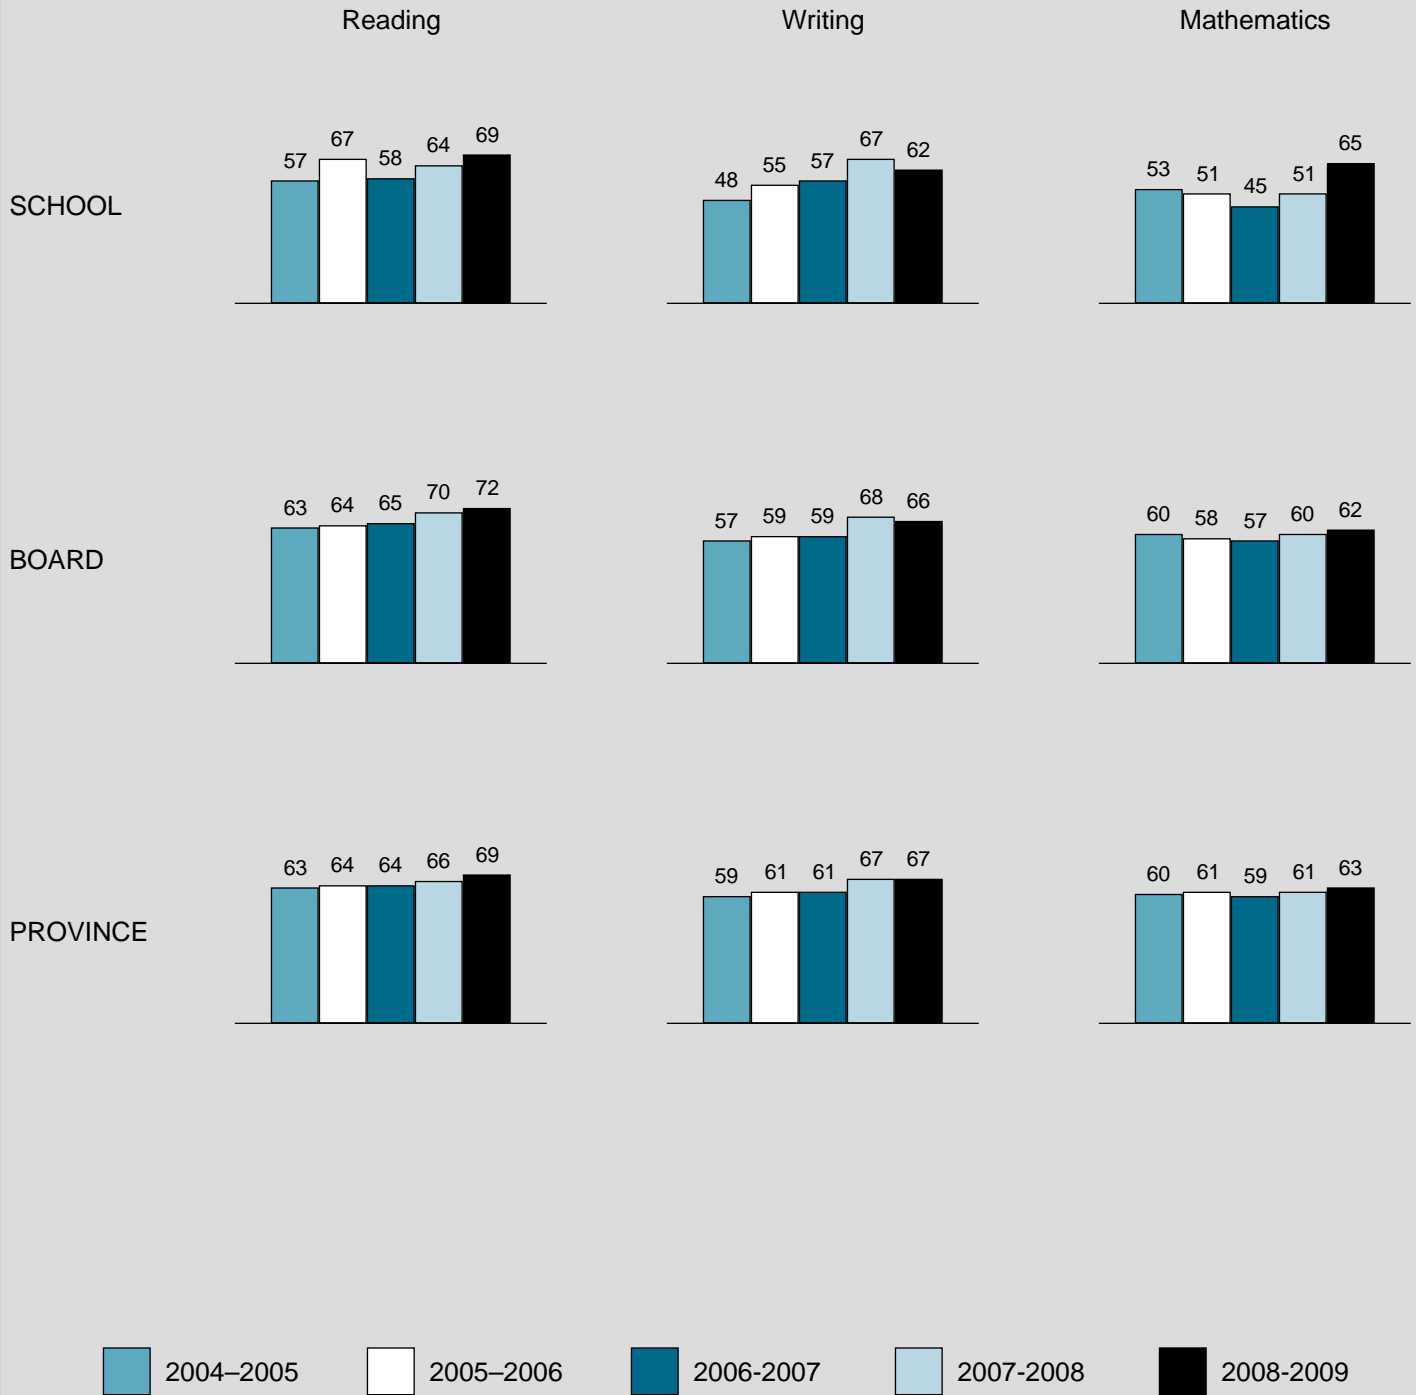 Reading Writing Mathematics
SCHOOL
57 67 58 64 69
48 55 57 67 62
53 51 45 51 65
BOARD
63 64 65 70 72
57 59 59 68 66
60 58 57 60 62
PROVINCE
63 64 64 66 69
59 61 61 67 67
60 61 59 61 63
2004–2005 2005–2006 2006-2007 2007-2008 2008-2009